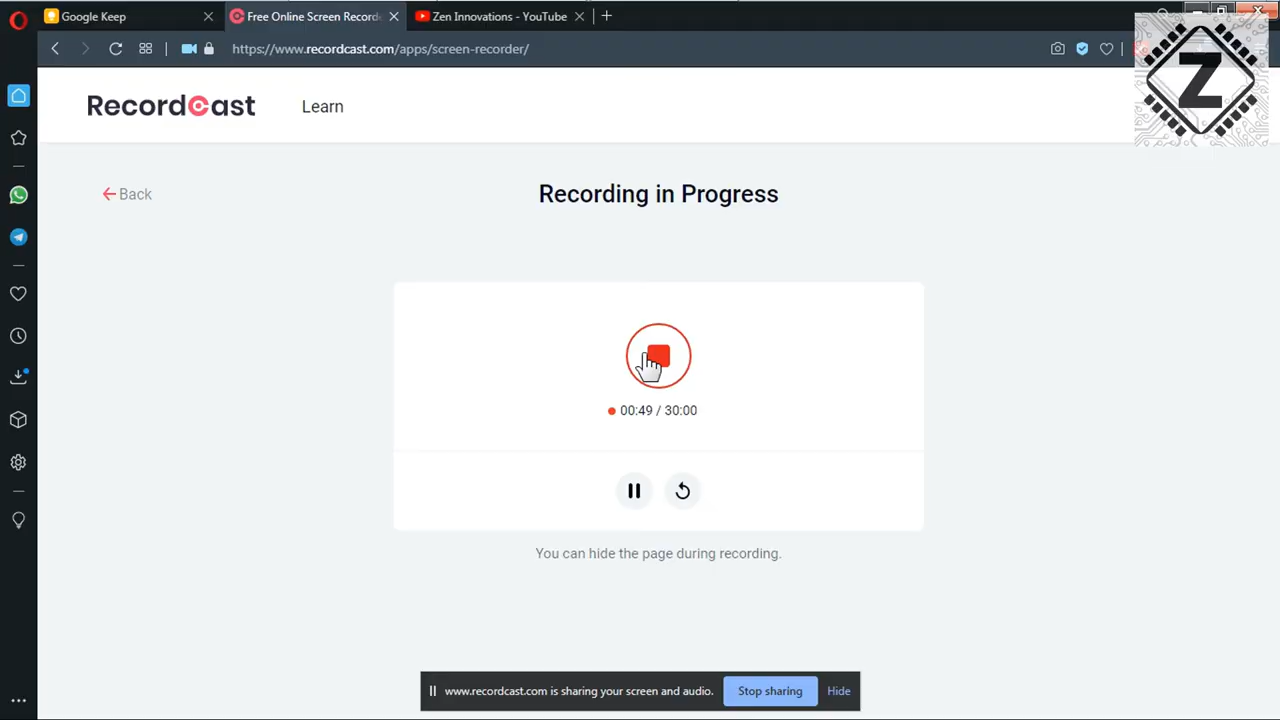 Google Keep
Free Online Screen Record
Zen Innovations - YouTube
https://www.recordcast.com/apps/screen-recorder/
Z
RecordCast
Learn
Back
Recording in Progress
00:49 / 30:00
You can hide the page during recording.
www.recordcast.com is sharing your screen and audio.
Stop sharing
Hide